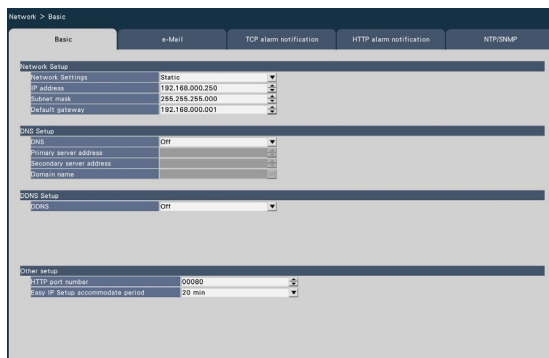 Network > Basic
Basic e-Mail TCP alarm notification HTTP alarm notification NTP/SNMP
Network Setup
Network Settings Static
IP address 192.168.000.250
Subnet mask 255.255.255.000
Default gateway 192.168.000.001
DNS Setup
DNS Off
Primary server address
Secondary server address
Domain name
DDNS Setup
DDNS Off
Other setup
HTTP port number 00080
Easy IP Setup accommodate period 20 min